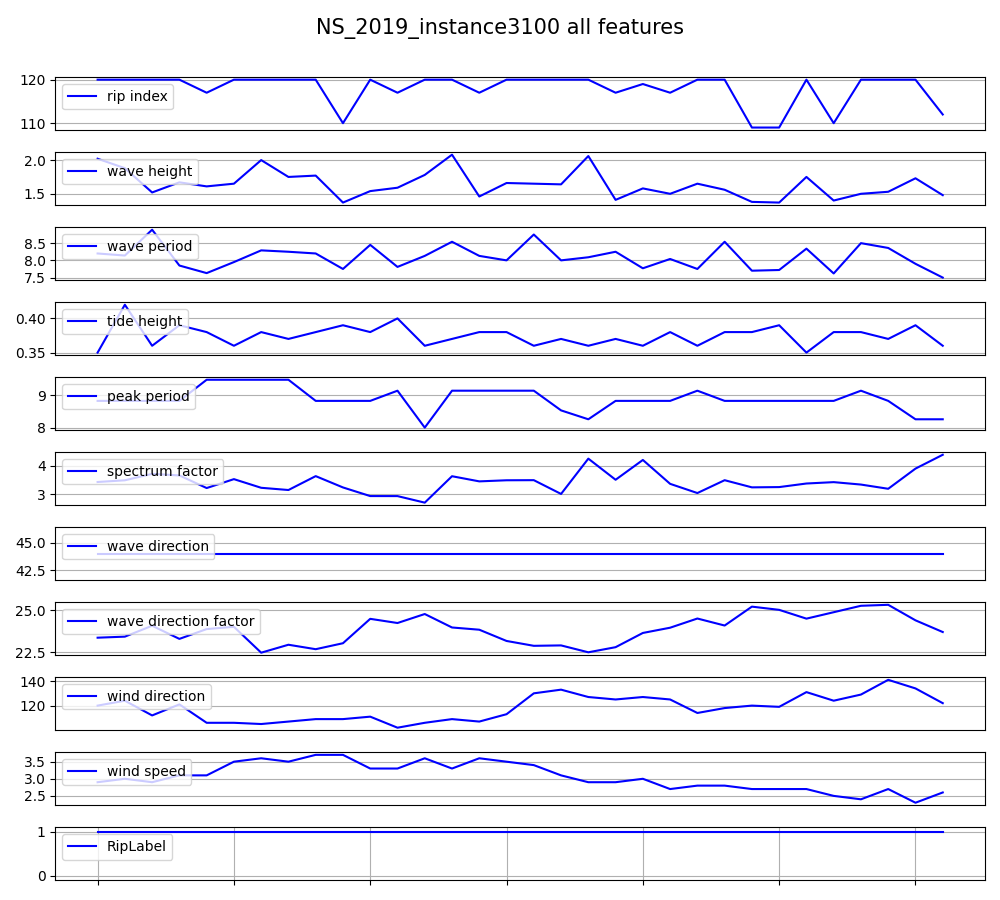 NS_2019_instance3100 all features
120
110
rip index
2.0
1.5
wave height
8.5
8.0
7.5
wave period
0.40
0.35
tide height
9
8
peak period
4
3
spectrum factor
45.0
42.5
wave direction
25.0
22.5
wave direction factor
140
120
wind direction
3.5
3.0
2.5
wind speed
1
0
RipLabel